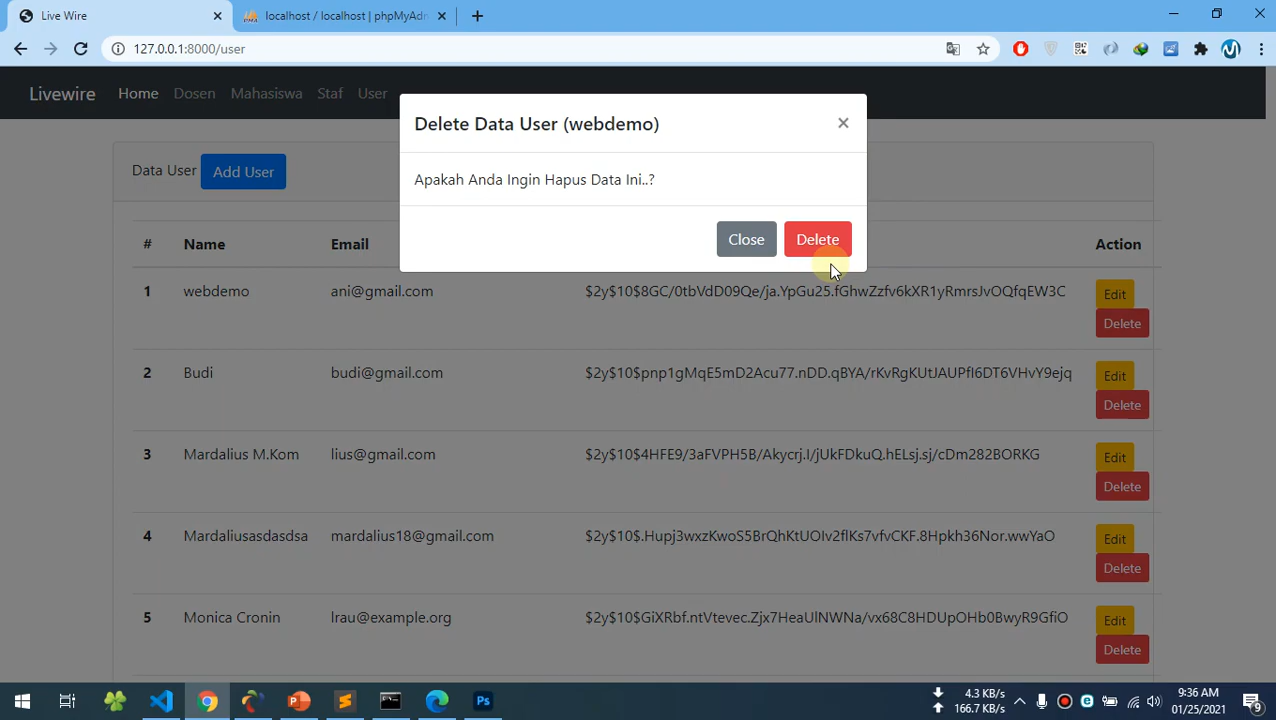 Live Wire
localhost / localhost | phpMyAdm
127.0.0.1:8000/user
Livewire Home Dosen Mahasiswa Staf User
Delete Data User (webdemo)
Apakah Anda Ingin Hapus Data Ini..?
Close Delete
Data User Add User
# Name Email Action
1 webdemo ani@gmail.com $2y$10$8GC/0tbVdD09Qe/ja.YpGu25.fGhwZzfv6kXR1yRmrsJvOQfqEW3C Edit
Delete
2 Budi budi@gmail.com $2y$10$pnp1gMqE5mD2Acu77.nDD.qBYA/rKvRgKUtJAUPfI6DT6VHvY9ejq Edit
Delete
3 Mardalius M.Kom lius@gmail.com $2y$10$4HFE9/3aFVPH5B/Akycrj.I/jUkFDkuQ.hELsj.sj/cDm282BORKG Edit
Delete
4 Mardaliusasdasdsa mardalius18@gmail.com $2y$10$.Hupj3wxzKwoS5BrQhKtUOIv2flKs7vfvCKF.8Hpkh36Nor.wwYaO Edit
Delete
5 Monica Cronin lrau@example.org $2y$10$GiXRbf.ntVtevec.Zjx7HeaUlNWNa/vx68C8HDUpOHb0BwyR9GfiO Edit
Delete
4.3 KB/s
166.7 KB/s
9:36 AM
01/25/2021
9